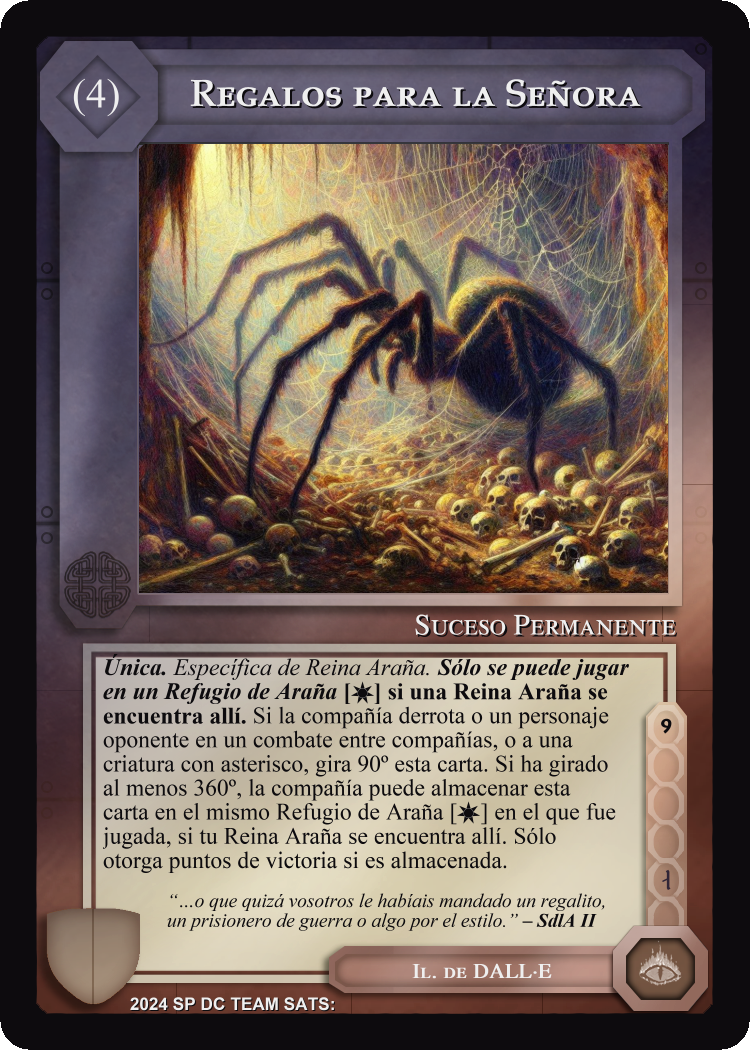 (4)
Regalos para la Señora
Suceso Permanente
Única. Específica de Reina Araña. Sólo se puede jugar
en un Refugio de Araña [✷] si una Reina Araña se
encuentra allí. Si la compañía derrota o un personaje
oponente en un combate entre compañías, o a una
criatura con asterisco, gira 90º esta carta. Si ha girado
al menos 360º, la compañía puede almacenar esta
carta en el mismo Refugio de Araña [✷] en el que fue
jugada, si tu Reina Araña se encuentra allí. Sólo
otorga puntos de victoria si es almacenada.
9
“...o que quizá vosotros le habíais mandado un regalito,
un prisionero de guerra o algo por el estilo.” – SdlA II
Il. de DALL·E
2024 SP DC TEAM SATS: